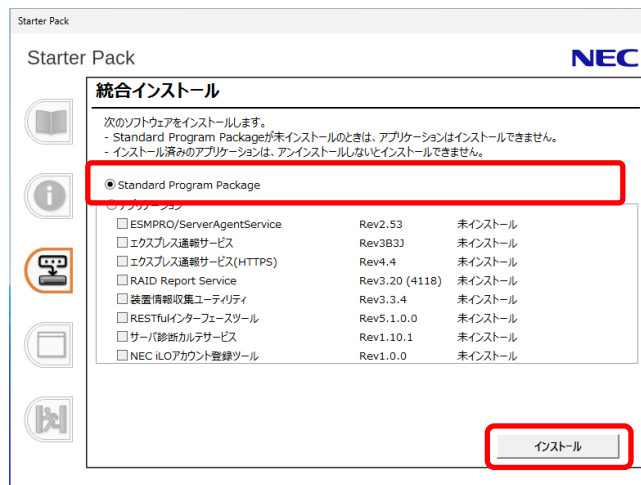 Starter Pack
Starter Pack
NEC
統合インストール
次のソフトウェアをインストールします。
- Standard Program Packageが未インストールのときは、アプリケーションはインストールできません。
- インストール済みのアプリケーションは、アンインストールしないとインストールできません。
Standard Program Package
アプリケーション
ESMPRO/ServerAgentService Rev2.53 未インストール
エクスプレス通報サービス Rev3B3J 未インストール
エクスプレス通報サービス(HTTPS) Rev4.4 未インストール
RAID Report Service Rev3.20 (4118) 未インストール
装置情報収集ユーティリティ Rev3.3.4 未インストール
RESTfulインターフェースツール Rev5.1.0.0 未インストール
サーバ診断カルテサービス Rev1.10.1 未インストール
NEC iLOアカウント登録ツール Rev1.0.0 未インストール
インストール